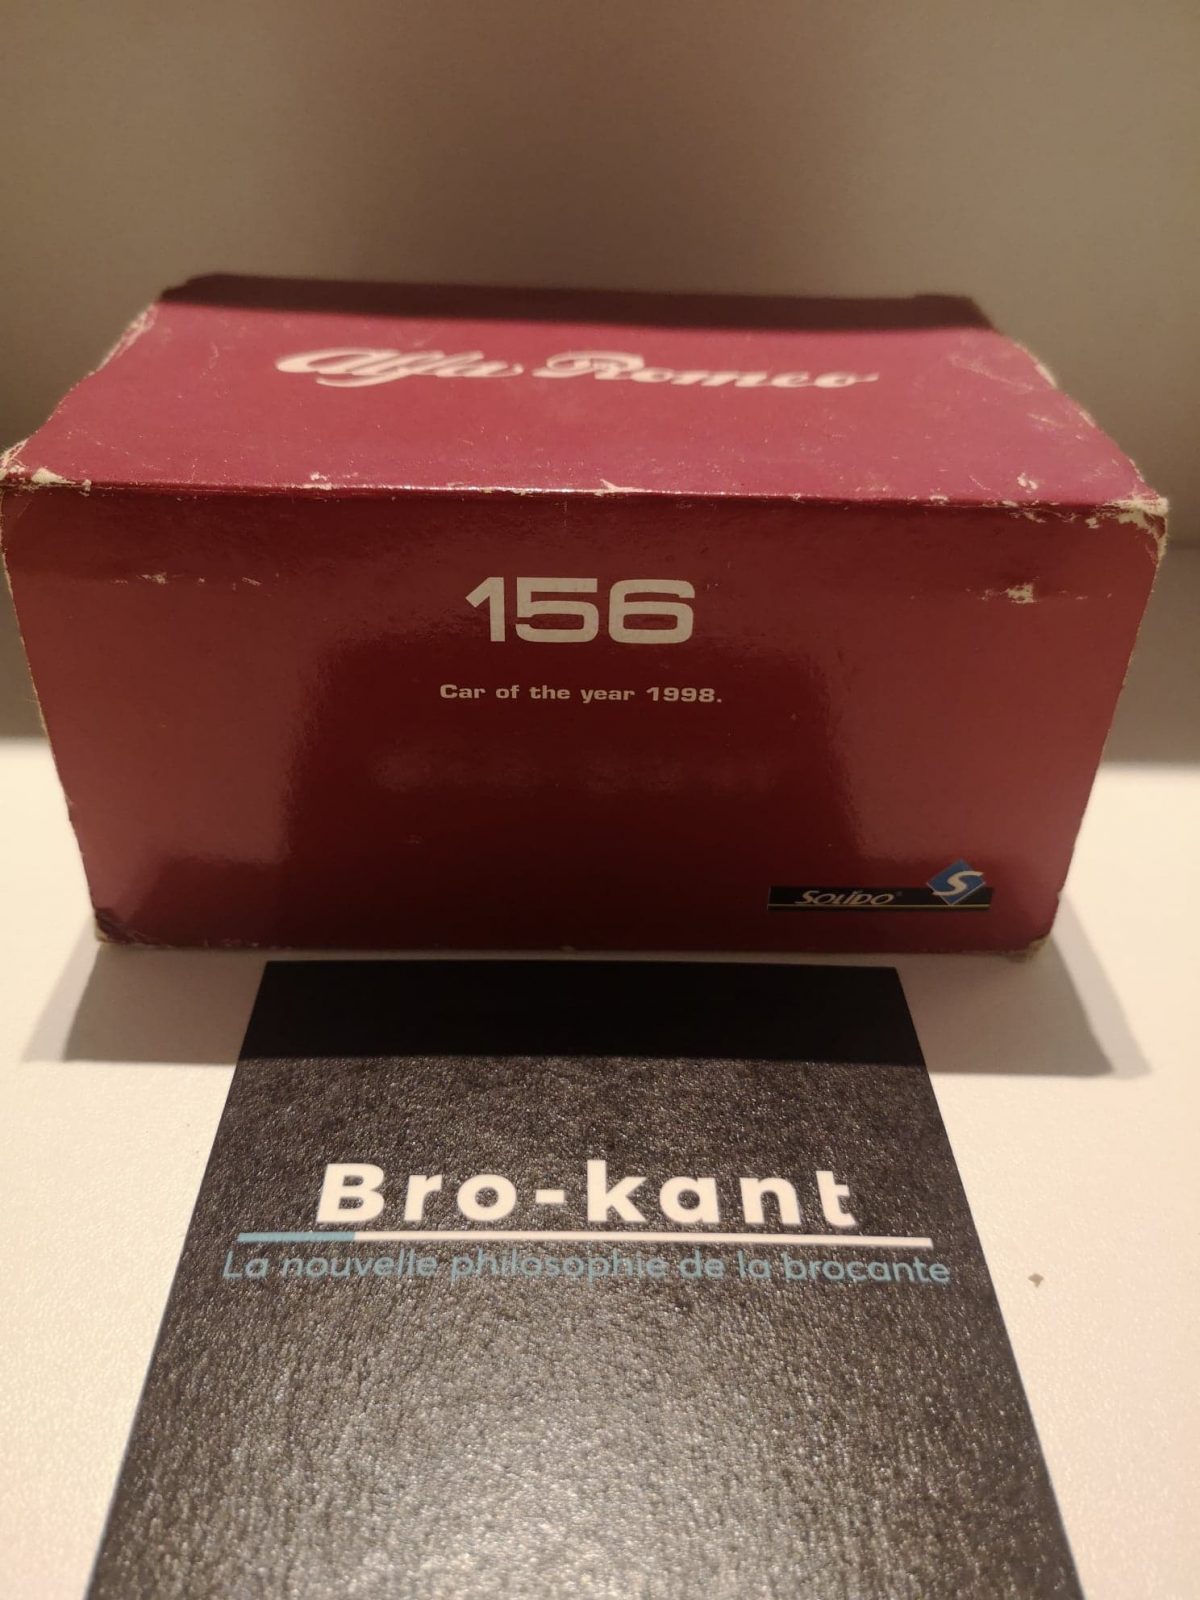 Alfa Romeo
156
Car of the year 1998.
SOLIDO
Bro-kant
La nouvelle philosophie de la brocante